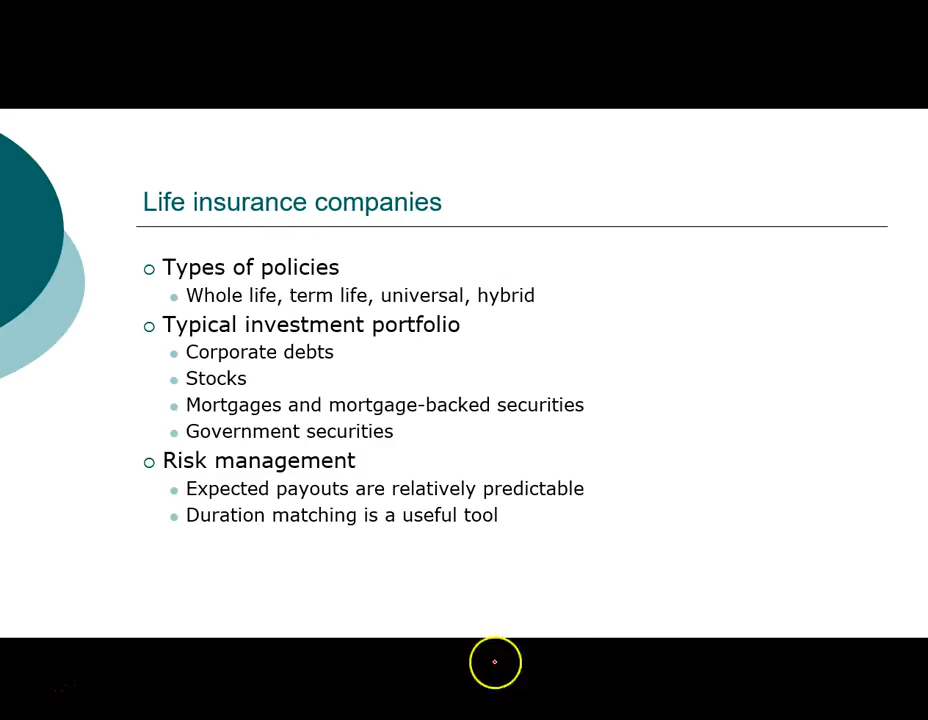 Life insurance companies
Types of policies
Whole life, term life, universal, hybrid
Typical investment portfolio
Corporate debts
Stocks
Mortgages and mortgage-backed securities
Government securities
Risk management
Expected payouts are relatively predictable
Duration matching is a useful tool